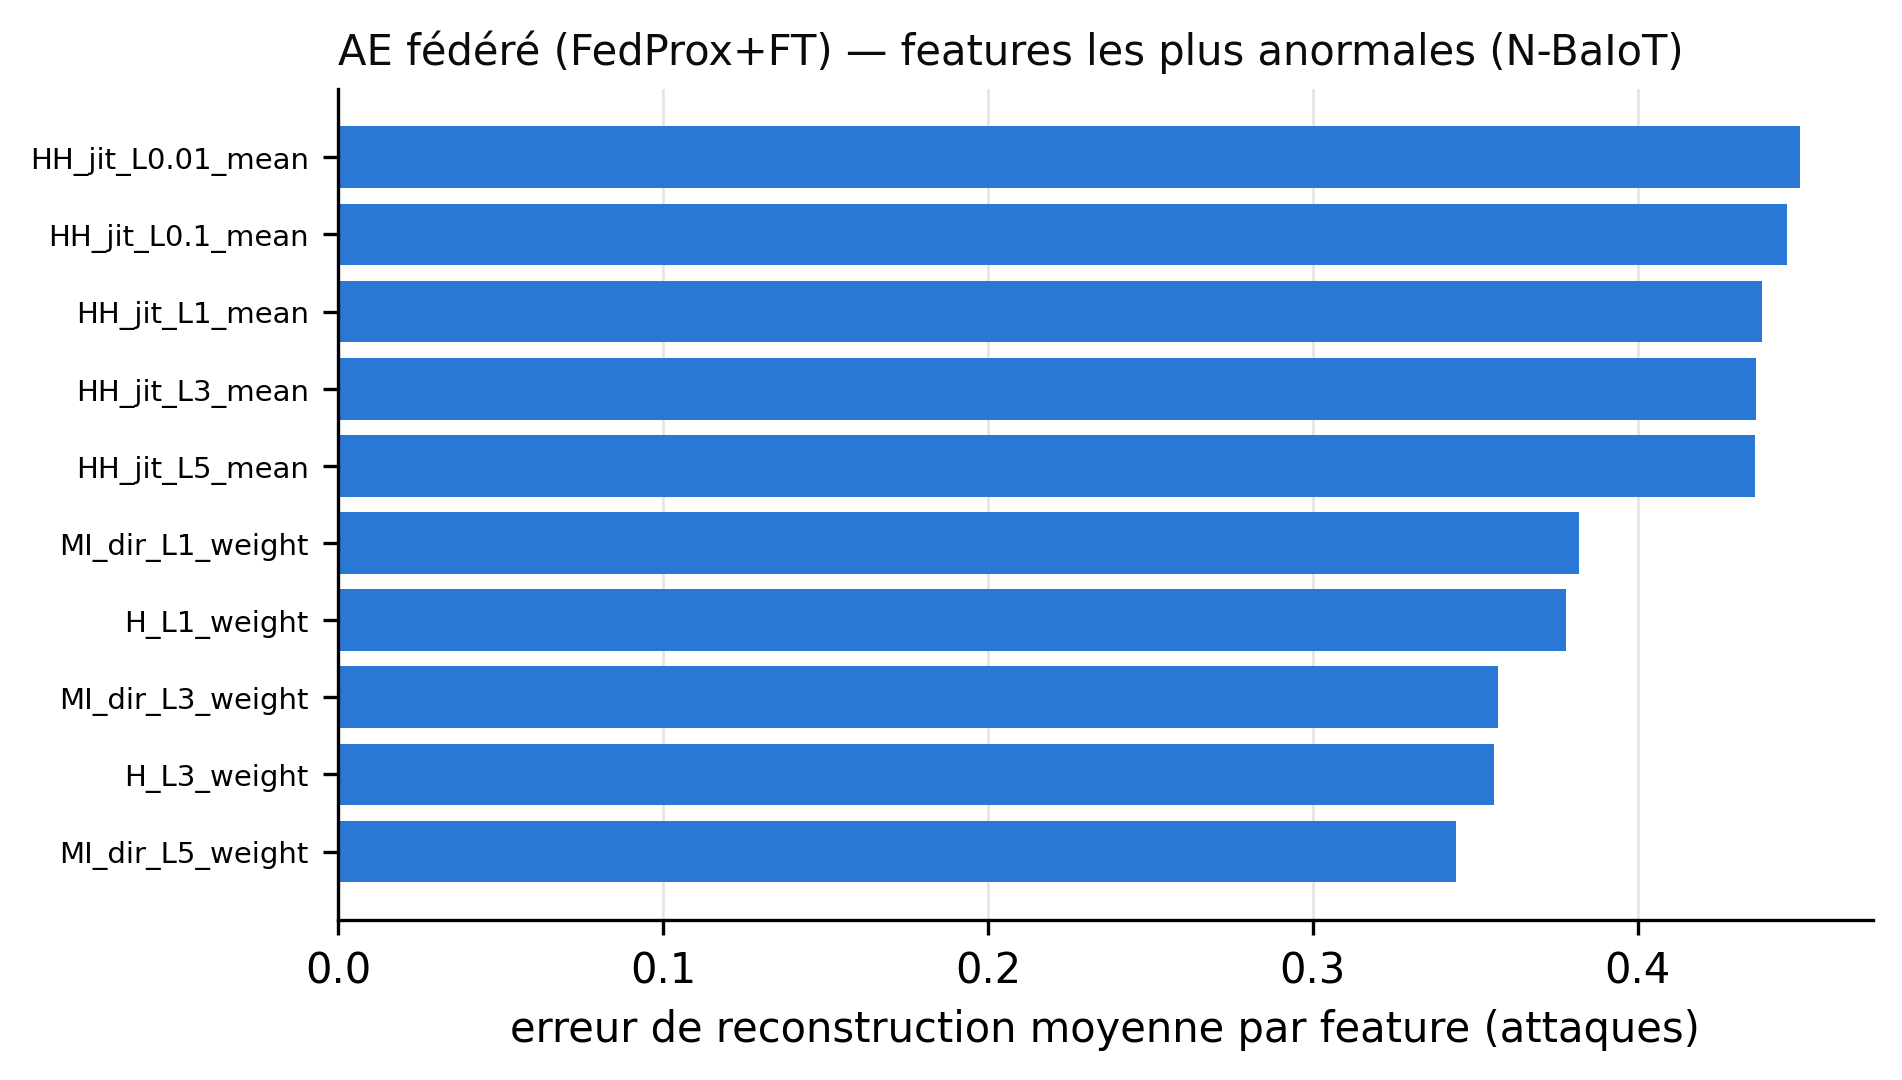 AE fédéré (FedProx+FT) — features les plus anormales (N-BaIoT)
HH_jit_L0.01_mean
HH_jit_L0.1_mean
HH_jit_L1_mean
HH_jit_L3_mean
HH_jit_L5_mean
MI_dir_L1_weight
H_L1_weight
MI_dir_L3_weight
H_L3_weight
MI_dir_L5_weight
0.0 0.1 0.2 0.3 0.4
erreur de reconstruction moyenne par feature (attaques)